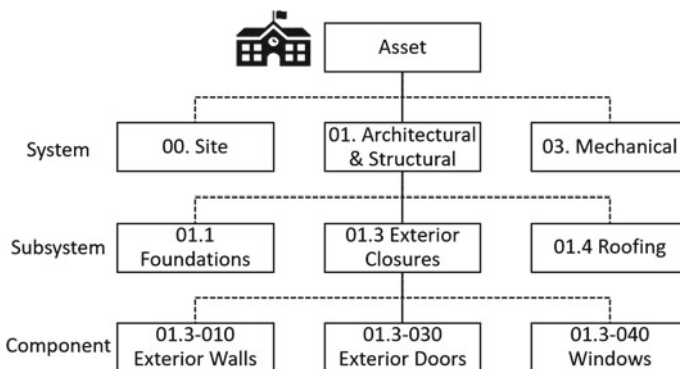 Asset
System
00. Site
01. Architectural
& Structural
03. Mechanical
Subsystem
01.1
Foundations
01.3 Exterior
Closures
01.4 Roofing
Component
01.3-010
Exterior Walls
01.3-030
Exterior Doors
01.3-040
Windows